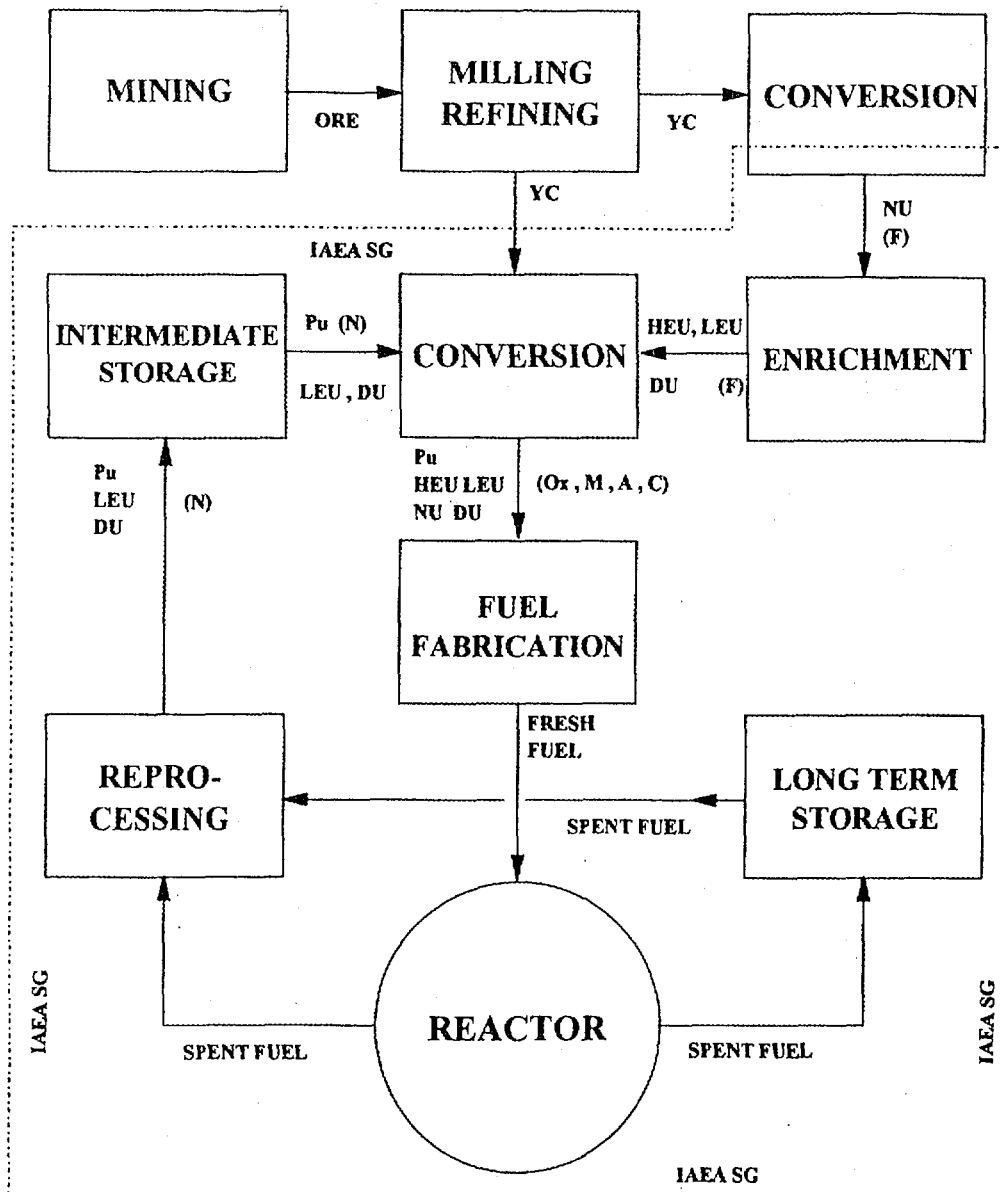 MINING
ORE
MILLING
REFINING
YC
CONVERSION
YC
NU
(F)
IAEA SG
INTERMEDIATE
STORAGE
Pu (N)
LEU , DU
CONVERSION
HEU, LEU
DU (F)
ENRICHMENT
Pu
LEU
DU
(N)
Pu
HEU LEU
NU DU
(Ox , M , A , C)
FUEL
FABRICATION
FRESH
FUEL
REPRO-
CESSING
SPENT FUEL
LONG TERM
STORAGE
IAEA SG
SPENT FUEL
REACTOR
SPENT FUEL
IAEA SG
IAEA SG